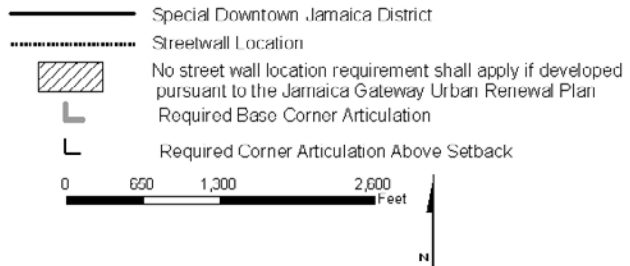 Special Downtown Jamaica District
Streetwall Location
No street wall location requirement shall apply if developed
pursuant to the Jamaica Gateway Urban Renewal Plan
Required Base Corner Articulation
Required Corner Articulation Above Setback
0 650 1,300 2,600
Feet
N